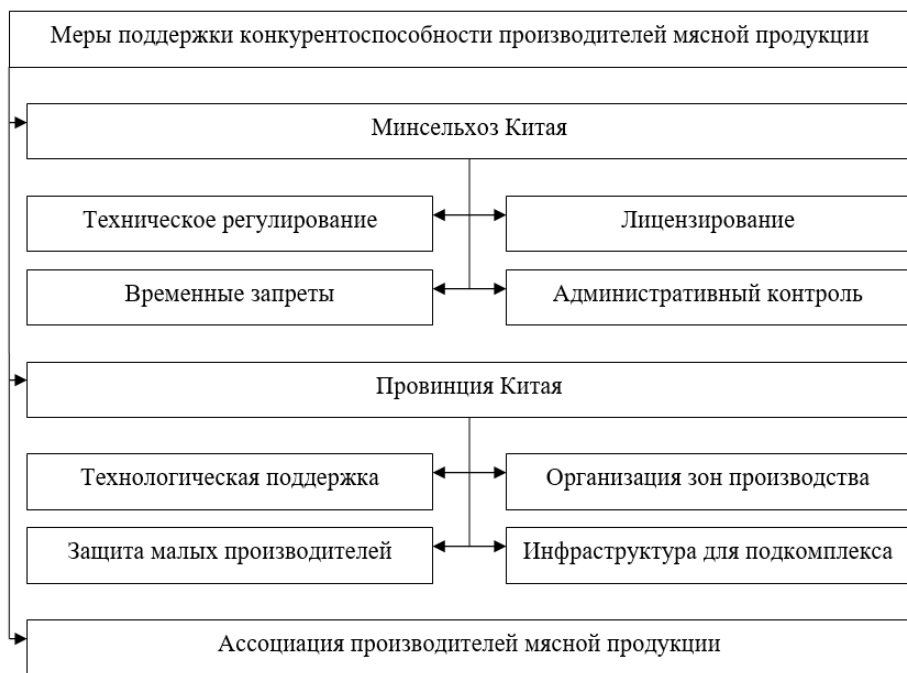 Меры поддержки конкурентоспособности производителей мясной продукции
Минсельхоз Китая
Техническое регулирование
Лицензирование
Временные запреты
Административный контроль
Провинция Китая
Технологическая поддержка
Организация зон производства
Защита малых производителей
Инфраструктура для подкомплекса
Ассоциация производителей мясной продукции